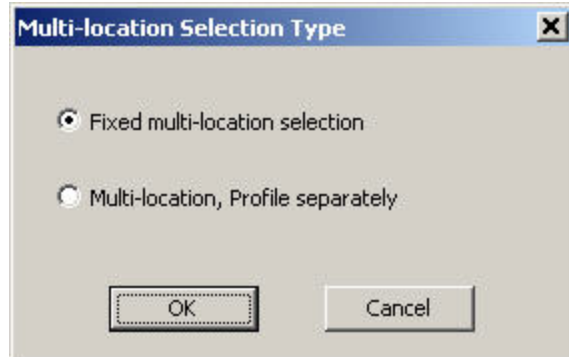 Multi-location Selection Type
Fixed multi-location selection
Multi-location, Profile separately
OK Cancel